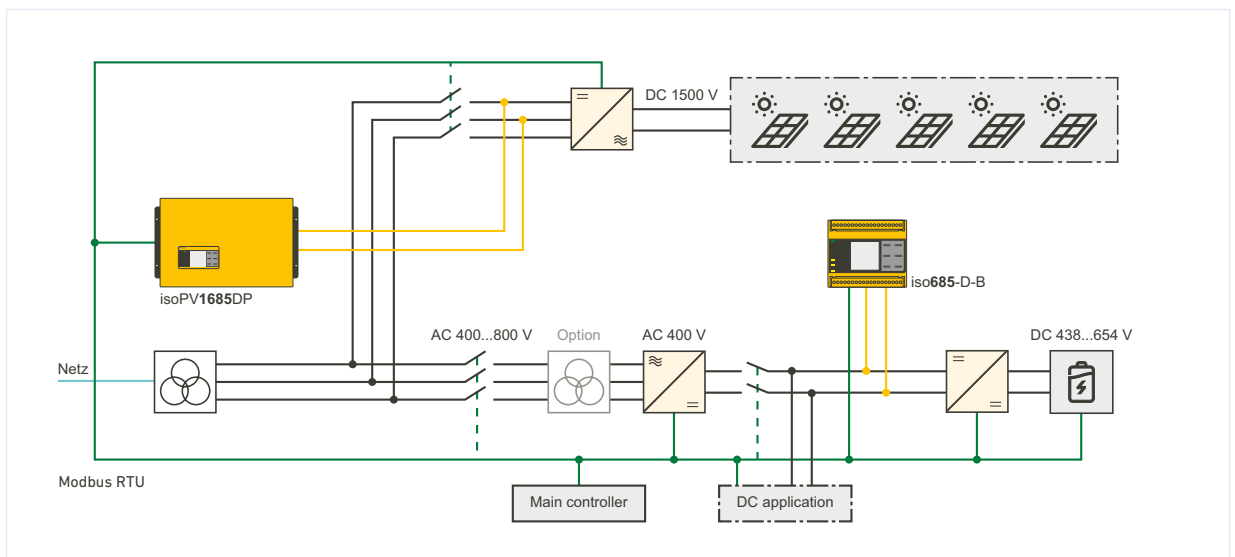 DC 1500 V
isoPV1685DP
iso685-D-B
AC 400...800 V
Option
AC 400 V
DC 438...654 V
Netz
Modbus RTU
Main controller
DC application